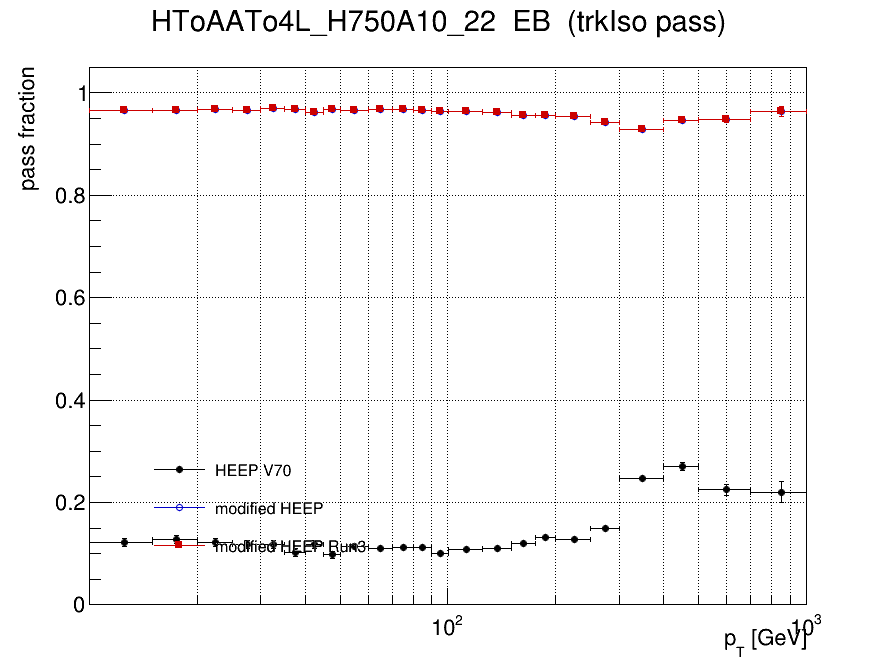 HToAATo4L_H750A10_22 EB (trkIso pass)
pass fraction
1
0.8
0.6
0.4
0.2
0
HEEP V70
modified HEEP
modified HEEP Run3
10²
10³
p_T [GeV]